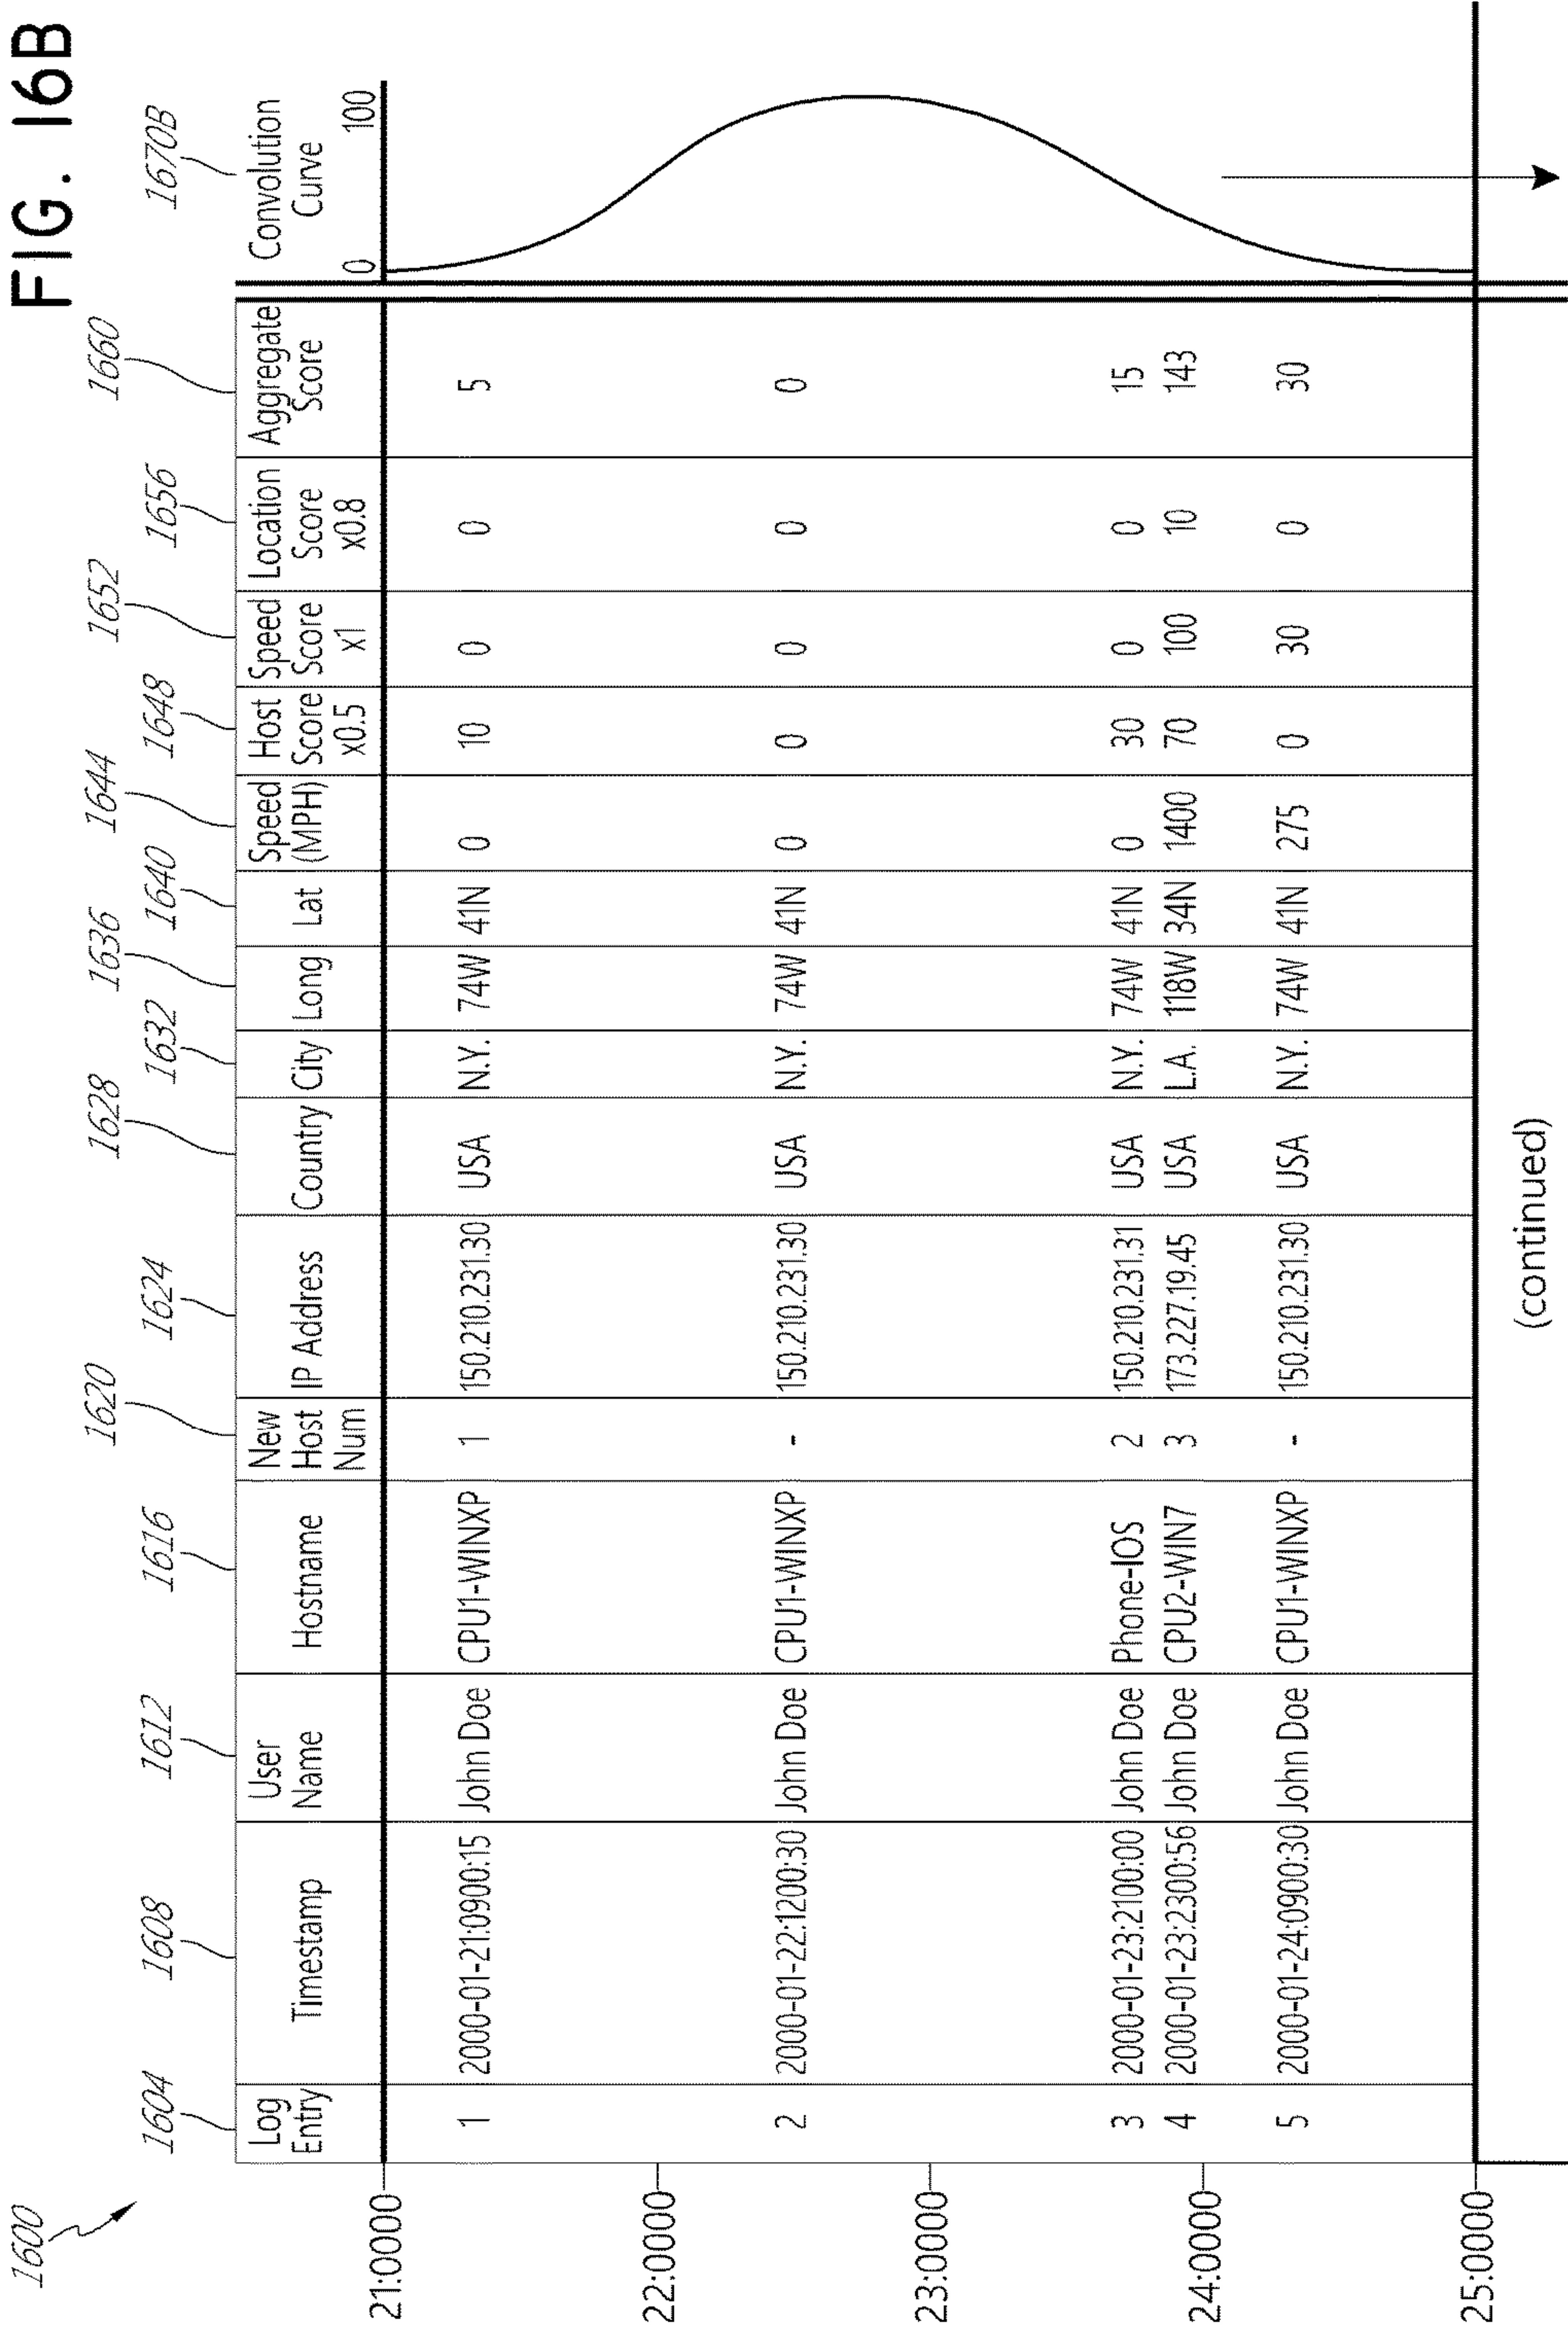 FIG. 16B
1600
1604
1608
1612
1616
1620
1624
1628
1632
1636
1640
1644
1648
1652
1656
1660
1670B
Log
Entry
Timestamp
User
Name
Hostname
New
Host
Num
IP Address
Country
City
Long
Lat
Speed
(MPH)
Host
Score
x0.5
Speed
Score
x1
Location
Score
x0.8
Aggregate
Score
Convolution
Curve
0 100
21:0000
1 2000-01-21:0900:15 John Doe CPU1-WINXP 1 150.210.231.30 USA N.Y. 74W 41N 0 10 0 0 5
22:0000
2 2000-01-22:1200:30 John Doe CPU1-WINXP - 150.210.231.30 USA N.Y. 74W 41N 0 0 0 0 0
23:0000
3 2000-01-23:2100:00 John Doe Phone-IOS 2 150.210.231.31 USA N.Y. 74W 41N 0 30 0 0 15
4 2000-01-23:2300:56 John Doe CPU2-WIN7 3 173.227.19.45 USA L.A. 118W 34N 1400 70 100 10 143
24:0000
5 2000-01-24:0900:30 John Doe CPU1-WINXP - 150.210.231.30 USA N.Y. 74W 41N 275 0 30 0 30
25:0000
(continued)